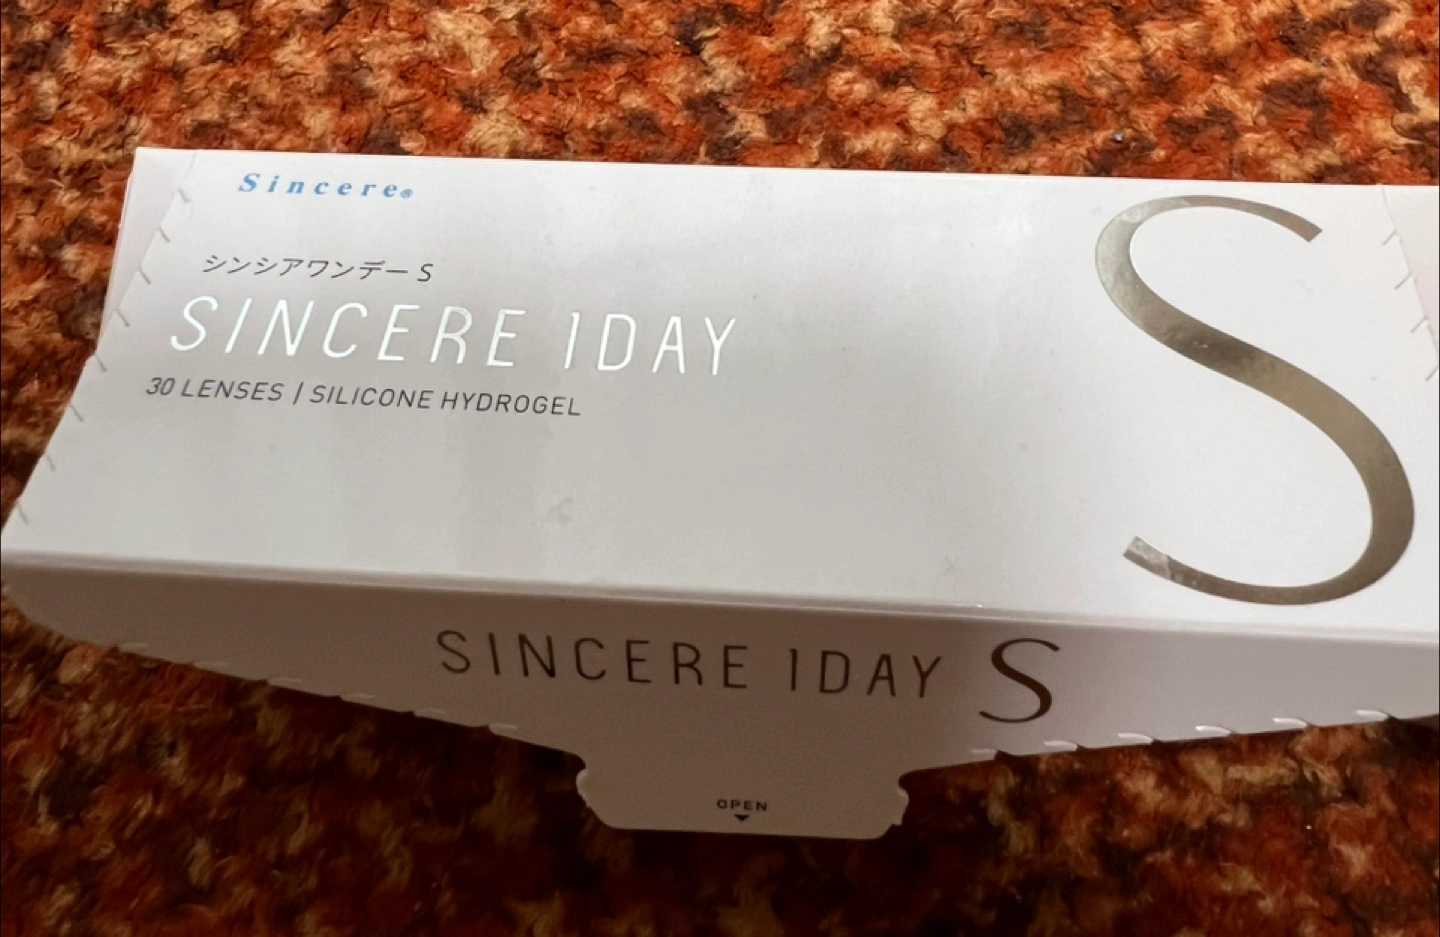 Sincere®
シンシアワンデー S
SINCERE 1DAY
30 LENSES | SILICONE HYDROGEL
S
SINCERE 1DAY S
OPEN